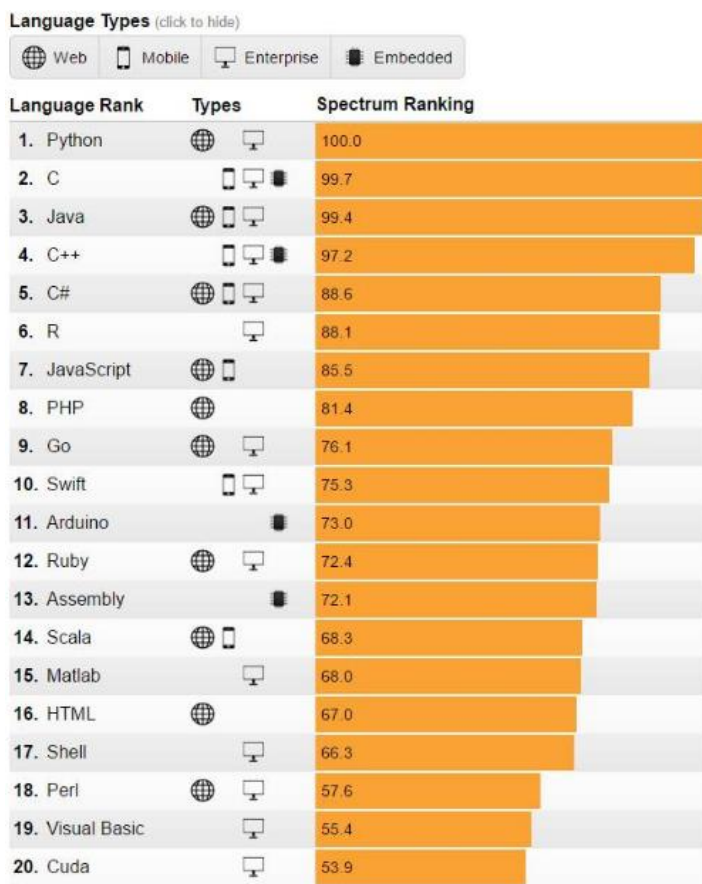 Language Types (click to hide)
Web Mobile Enterprise Embedded
Language Rank Types Spectrum Ranking
1. Python 100.0
2. C 99.7
3. Java 99.4
4. C++ 97.2
5. C# 88.6
6. R 88.1
7. JavaScript 85.5
8. PHP 81.4
9. Go 76.1
10. Swift 75.3
11. Arduino 73.0
12. Ruby 72.4
13. Assembly 72.1
14. Scala 68.3
15. Matlab 68.0
16. HTML 67.0
17. Shell 66.3
18. Perl 57.6
19. Visual Basic 55.4
20. Cuda 53.9